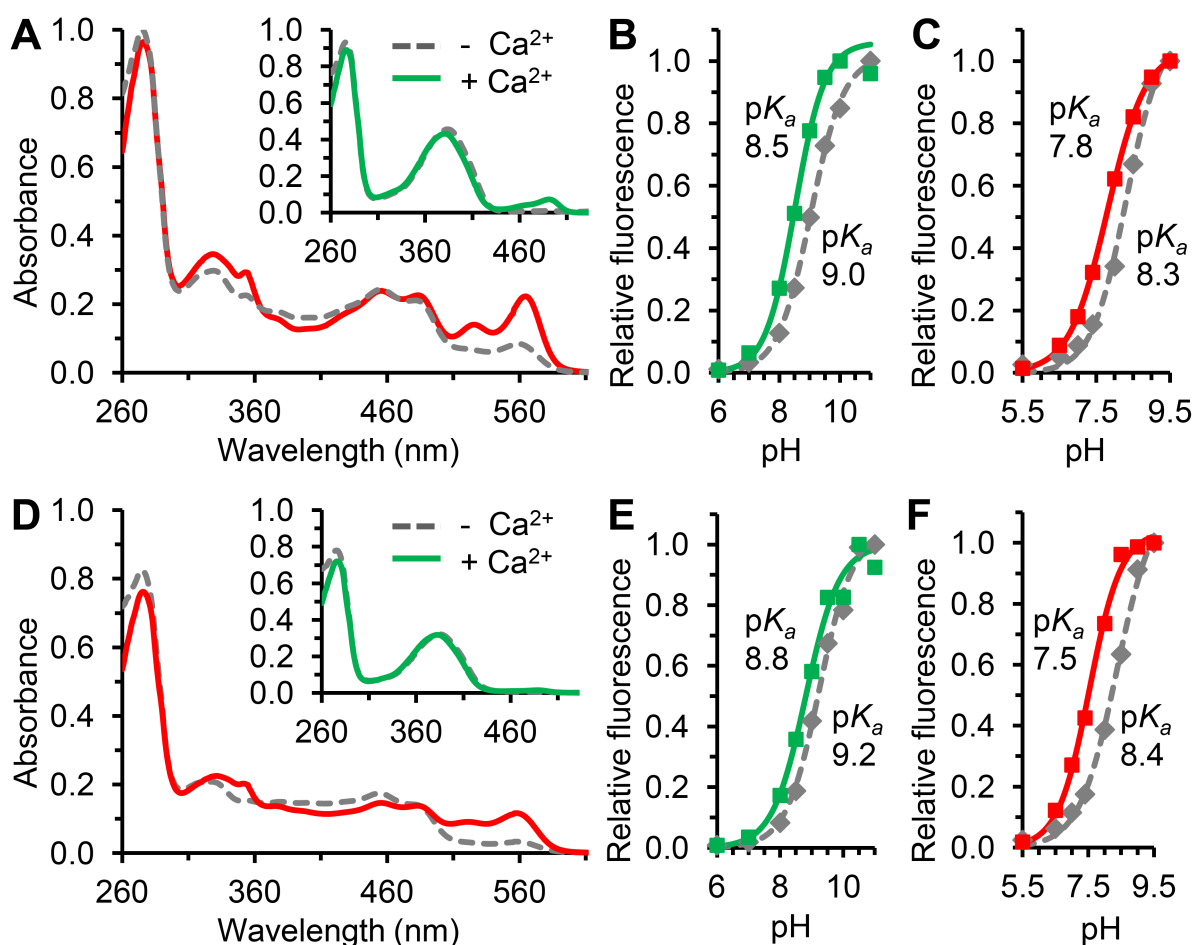 A
Absorbance
1.0
0.8
0.6
0.4
0.2
0.0
260
360
460
560
Wavelength (nm)
1.0
0.8
0.6
0.4
0.2
0.0
260
360
460
- Ca²⁺
+ Ca²⁺
B
Relative fluorescence
1.0
0.8
0.6
0.4
0.2
0.0
6
8
10
pH
pKₐ
8.5
pKₐ
9.0
C
Relative fluorescence
1.0
0.8
0.6
0.4
0.2
0.0
5.5
7.5
9.5
pH
pKₐ
7.8
pKₐ
8.3
D
Absorbance
1.0
0.8
0.6
0.4
0.2
0.0
260
360
460
560
Wavelength (nm)
1.0
0.8
0.6
0.4
0.2
0.0
260
360
460
- Ca²⁺
+ Ca²⁺
E
Relative fluorescence
1.0
0.8
0.6
0.4
0.2
0.0
6
8
10
pH
pKₐ
8.8
pKₐ
9.2
F
Relative fluorescence
1.0
0.8
0.6
0.4
0.2
0.0
5.5
7.5
9.5
pH
pKₐ
7.5
pKₐ
8.4